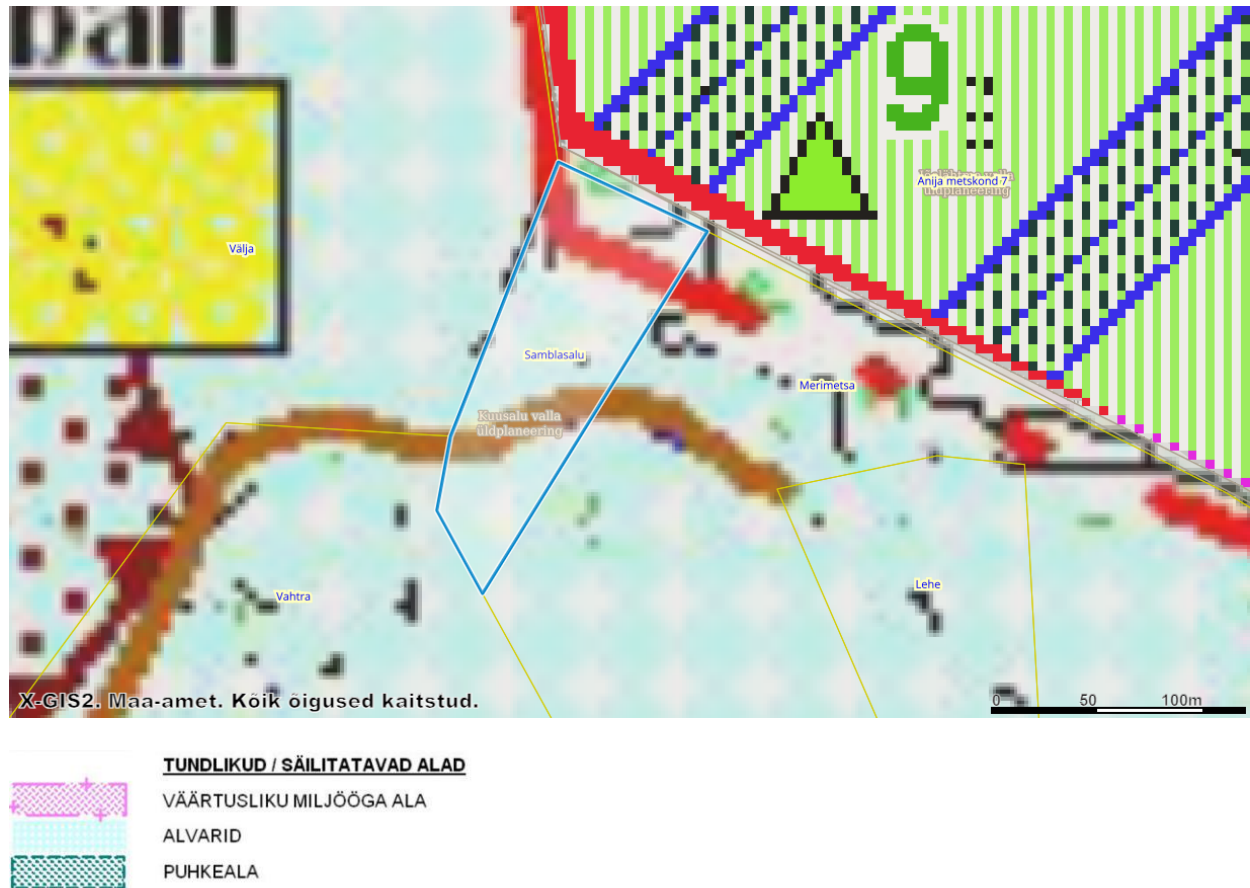 9
Anija metskond 7
Välja
Samblasalu
Merimetsa
Kuusalu valla
üldplaneering
Vahtra
Lehe
X-GIS2. Maa-amet. Kõik õigused kaitstud.
0 50 100m
TUNDLIKUD / SÄILITATAVAD ALAD
VÄÄRTUSLIKU MILJÖÖGA ALA
ALVARID
PUHKEALA